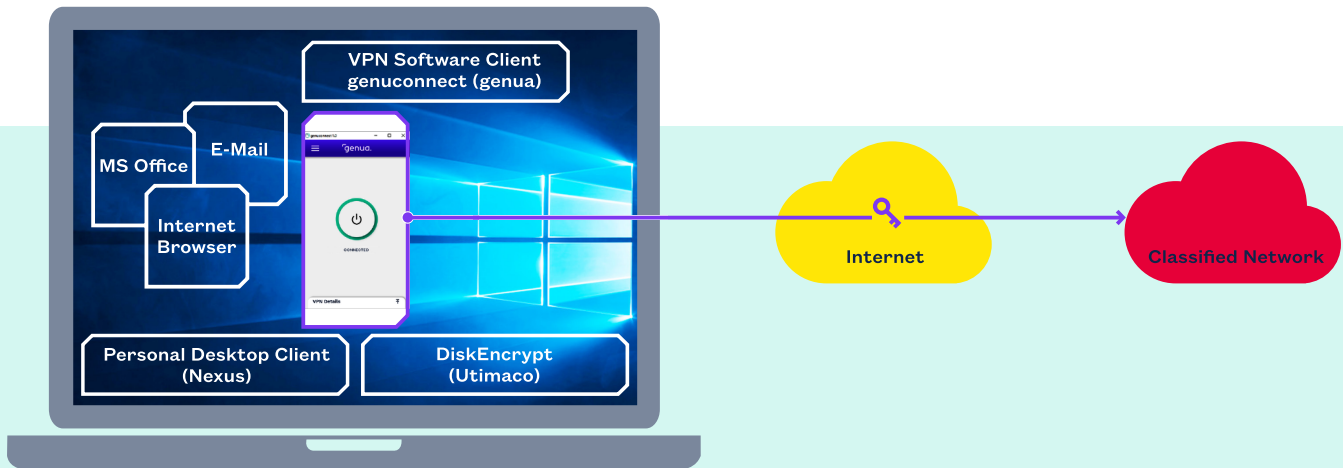 VPN Software Client
genuconnect (genua)
E-Mail
MS Office
Internet
Browser
genuconnect
genua.
CONNECTED
VPN Details
Personal Desktop Client
(Nexus)
DiskEncrypt
(Utimaco)
Internet
Classified Network